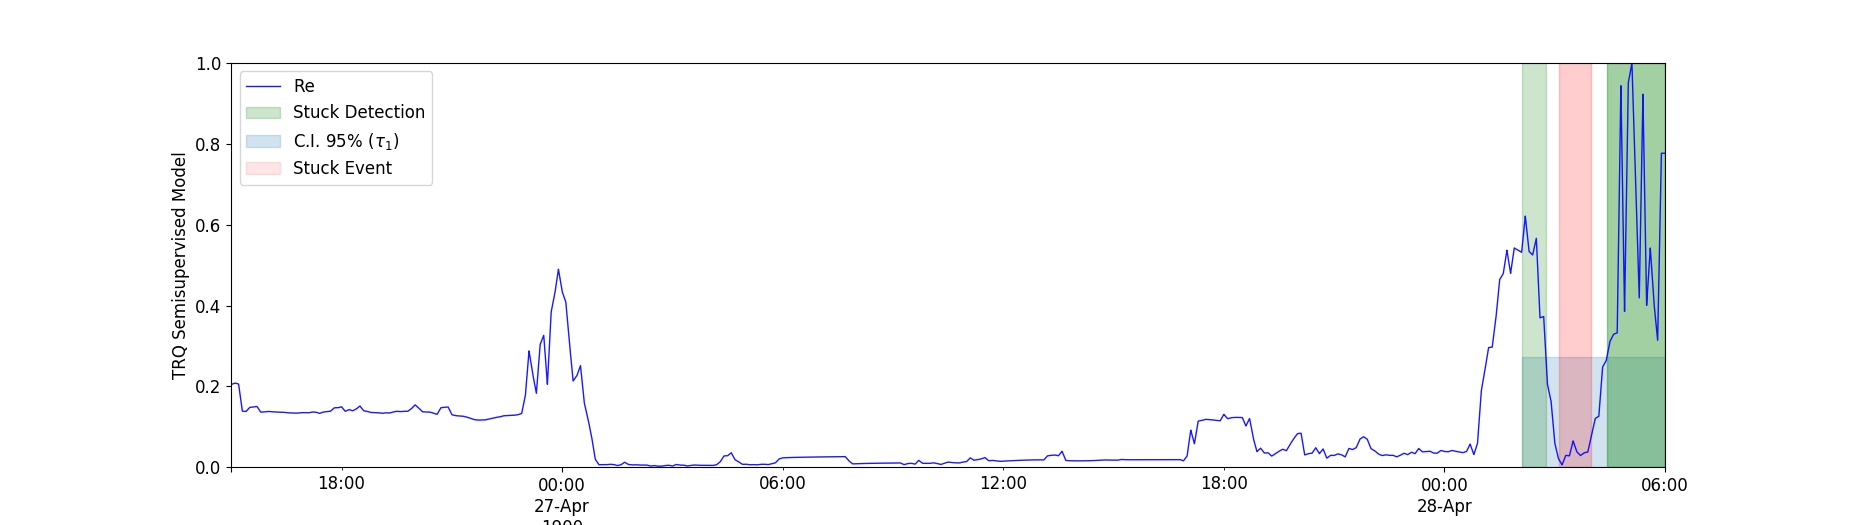 1.0
0.8
0.6
0.4
0.2
0.0
TRQ Semisupervised Model
Re
Stuck Detection
C.I. 95% (τ₁)
Stuck Event
18:00
00:00
27-Apr
1900
06:00
12:00
18:00
00:00
28-Apr
06:00